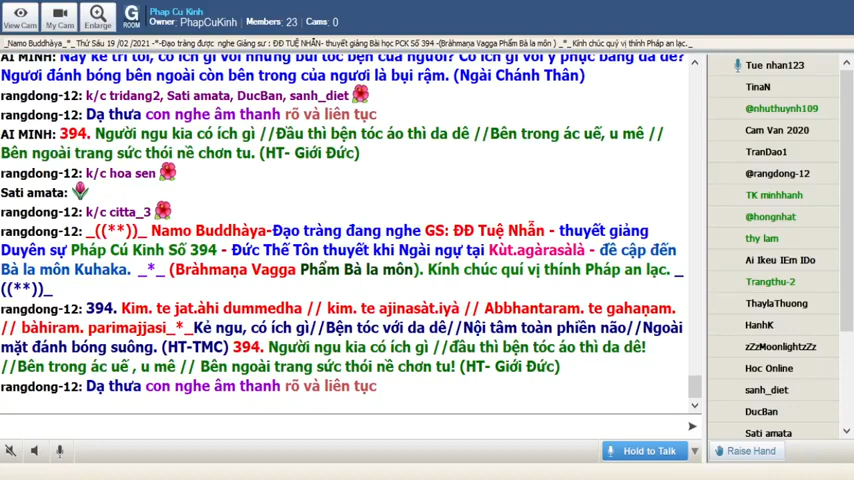 View Cam
My Cam
Enlarge
G
ROOM
Phap Cu Kinh
Owner: PhapCuKinh | Members: 23 | Cams: 0
_Namo Buddhàya_*_ Thứ Sáu 19 /02 /2021 -*-Đạo tràng được nghe Giảng sư : ĐĐ TUỆ NHẪN- thuyết giảng Bài học PCK Số 394 -(Bràhmaṇa Vagga Phẩm Bà la môn ) _*_ Kính chúc quý vị thính Pháp an lạc._
Ngươi đánh bóng bên ngoài còn bên trong của ngươi là bụi rậm. (Ngài Chánh Thân)
rangdong-12: k/c tridang2, Sati amata, DucBan, sanh_diet
rangdong-12: Dạ thưa con nghe âm thanh rõ và liên tục
AI MINH: 394. Người ngu kia có ích gì //Đầu thì bện tóc áo thì da dê //Bên trong ác uế, u mê //
Bên ngoài trang sức thói nề chơn tu. (HT- Giới Đức)
rangdong-12: k/c hoa sen
Sati amata:
rangdong-12: k/c citta_3
rangdong-12: _((**))_ Namo Buddhàya-Đạo tràng đang nghe GS: ĐĐ Tuệ Nhẫn - thuyết giảng
Duyên sự Pháp Cú Kinh Số 394 - Đức Thế Tôn thuyết khi Ngài ngự tại Kùt.agàrasàlà - đề cập đến
Bà la môn Kuhaka. _*_ (Bràhmaṇa Vagga Phẩm Bà la môn). Kính chúc quí vị thính Pháp an lạc. _
((**))_
rangdong-12: 394. Kim. te jat.àhi dummedha // kim. te ajinasàt.iyà // Abbhantaram. te gahaṇam.
// bàhiram. parimajjasi_*_Kẻ ngu, có ích gì//Bện tóc với da dê//Nội tâm toàn phiền não//Ngoài
mặt đánh bóng suông. (HT-TMC) 394. Người ngu kia có ích gì //đầu thì bện tóc áo thì da dê!
//Bên trong ác uế , u mê // Bên ngoài trang sức thói nề chơn tu! (HT- Giới Đức)
rangdong-12: Dạ thưa con nghe âm thanh rõ và liên tục
Hold to Talk
Tue nhan123
TinaN
@nhuthuynh109
Cam Van 2020
TranDao1
@rangdong-12
TK minhhanh
@hongnhat
thy lam
Ai Ikeu IEm IDo
Trangthu-2
ThaylaThuong
HanhK
zZzMoonlightzZz
Hoc Online
sanh_diet
DucBan
Sati amata
Raise Hand